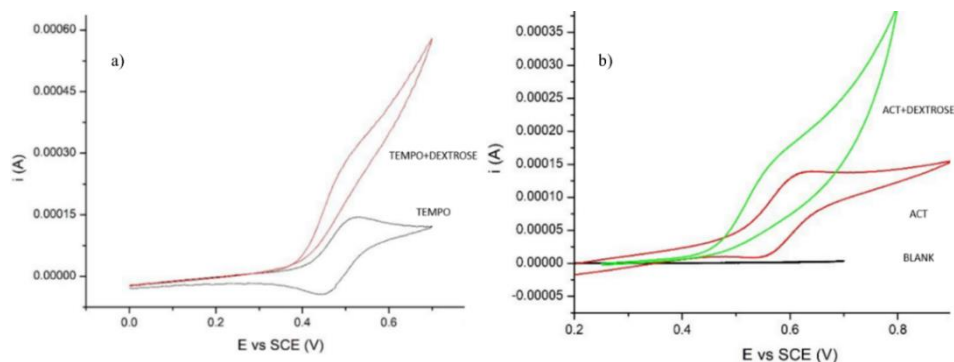 a)
0.00060
0.00045
0.00030
0.00015
0.00000
i (A)
TEMPO+DEXTROSE
TEMPO
0.0
0.2
0.4
0.6
E vs SCE (V)
b)
0.00035
0.00030
0.00025
0.00020
0.00015
0.00010
0.00005
0.00000
-0.00005
i (A)
ACT+DEXTROSE
ACT
BLANK
0.2
0.4
0.6
0.8
E vs SCE (V)